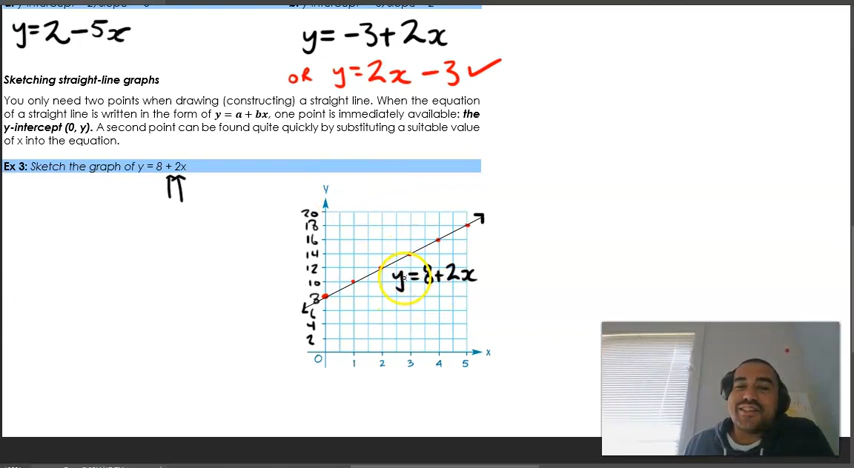 y=2-5x
y=-3+2x
OR y=2x-3
Sketching straight-line graphs
You only need two points when drawing (constructing) a straight line. When the equation
of a straight line is written in the form of y = a + bx, one point is immediately available: the
y-intercept (0, y). A second point can be found quite quickly by substituting a suitable value
of x into the equation.
Ex 3: Sketch the graph of y = 8 + 2x
y
20
18
16
14
12
y=8+2x
10
8
6
4
2
x
0 1 2 3 4 5